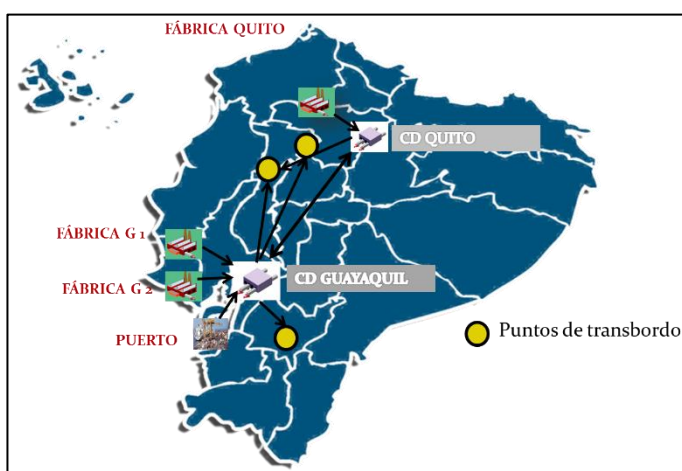 FÁBRICA QUITO
CD QUITO
FÁBRICA G 1
CD GUAYAQUIL
FÁBRICA G 2
Puntos de transbordo
PUERTO